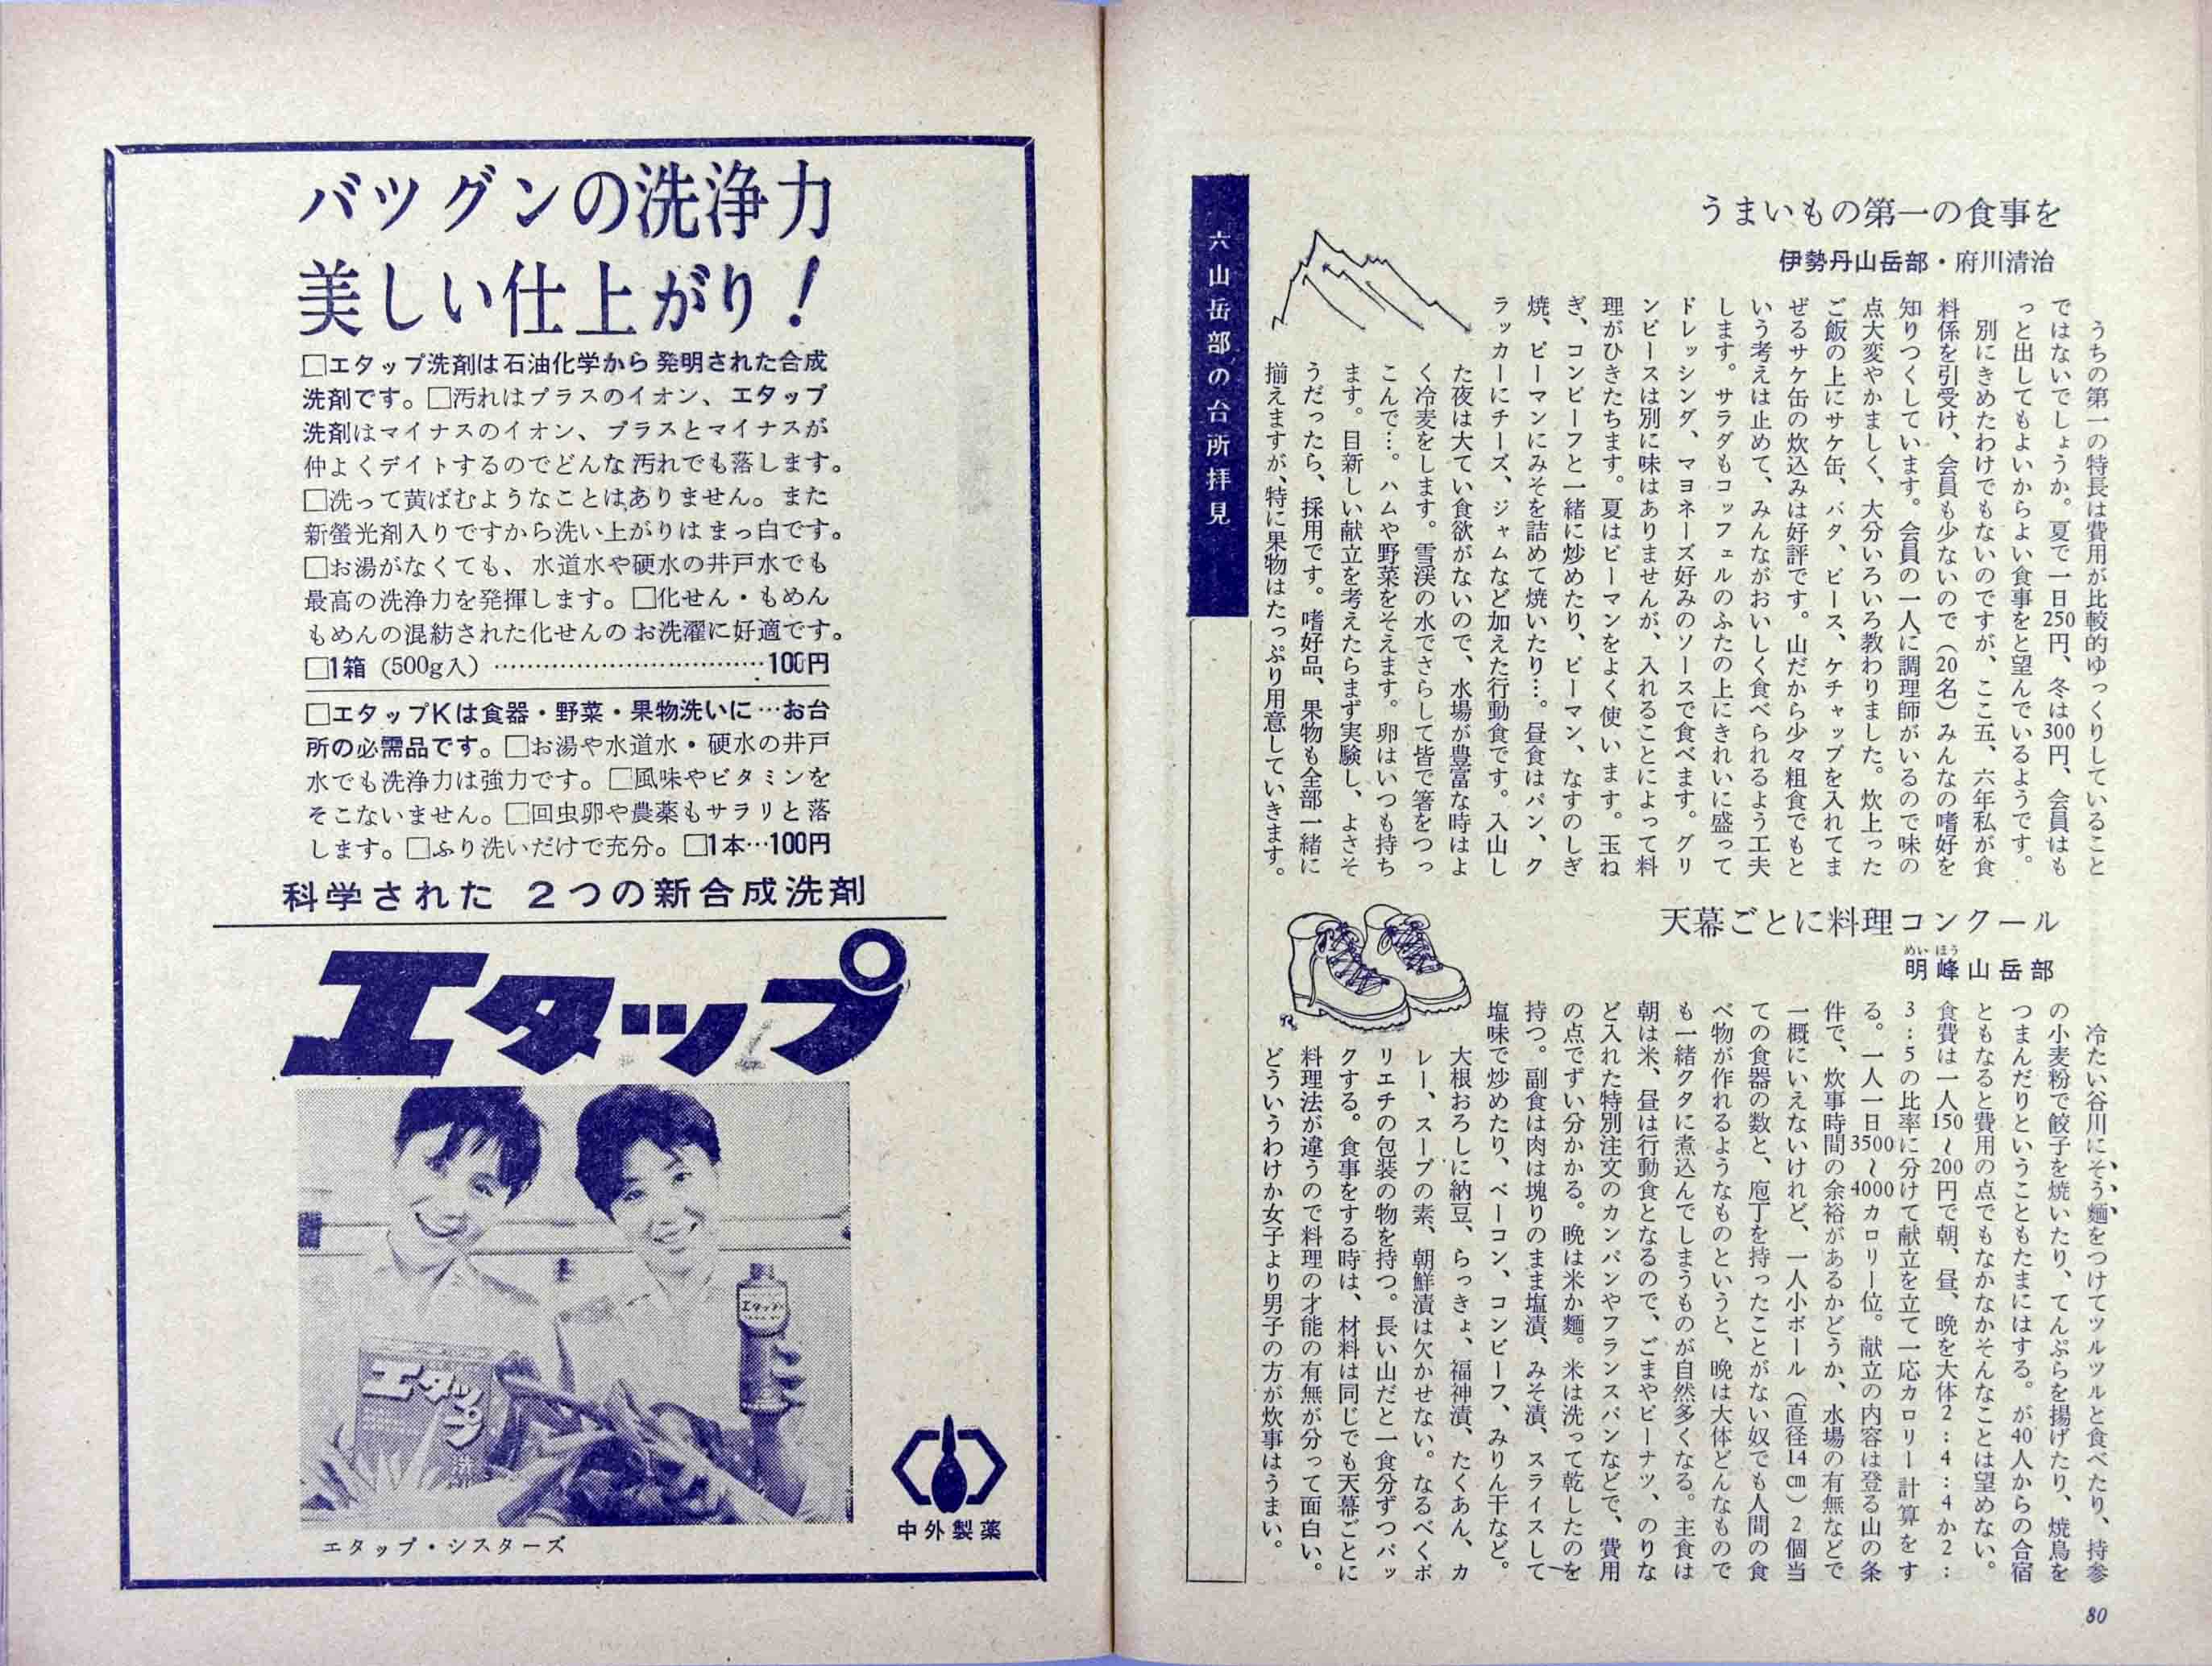 うまいもの第一の食事を
伊勢丹山岳部・府川清治
うちの第一の特長は費用が比較的ゆっくりしていること
ではないでしょうか。夏で一日250円、冬は300円、会員はも
っと出してもよいからよい食事をと望んでいるようです。
別にきめたわけでもないのですが、ここ五、六年私が食
料係を引受け、会員も少ないので（20名）みんなの嗜好を
知りつくしています。会員の一人に調理師がいるので味の
点大変やかましく、大分いろいろ教わりました。炊上った
ご飯の上にサケ缶、バタ、ピース、ケチャップを入れてま
ぜるサケ缶の炊込みは好評です。山だから少々粗食でもと
いう考えは止めて、みんながおいしく食べられるよう工夫
します。サラダもコッフェルのふたの上にきれいに盛って
ドレッシンダ、マヨネーズ好みのソースで食べます。グリ
ンピースは別に味はありませんが、入れることによって料
理がひきたちます。夏はピーマンをよく使います。玉ね
ぎ、コンビーフと一緒に炒めたり、ピーマン、なすのしぎ
焼、ピーマンにみそを詰めて焼いたり…。昼食はパン、ク
ラッカーにチーズ、ジャムなど加えた行動食です。入山し
た夜は大てい食欲がないので、水場が豊富な時はよ
く冷麦をします。雪渓の水でさらして皆で箸をつっ
こんで…。ハムや野菜をそえます。卵はいつも持ち
ます。目新しい献立を考えたらまず実験し、よさそ
うだったら、採用です。嗜好品、果物も全部一緒に
揃えますが、特に果物はたっぷり用意していきます。
天幕ごとに料理コンクール
めいほう
明峰山岳部
冷たい谷川にそう麺をつけてツルツルと食べたり、持参
の小麦粉で餃子を焼いたり、てんぷらを揚げたり、焼鳥を
つまんだりということもたまにはする。が40人からの合宿
ともなると費用の点でもなかなかそんなことは望めない。
食費は一人150～200円で朝、昼、晩を大体2：4：4か2：
3：5の比率に分けて献立を立て一応カロリー計算をす
る。一人一日3500～4000カロリー位。献立の内容は登る山の条
件で、炊事時間の余裕があるかどうか、水場の有無などで
一概にいえないけれど、一人小ボール（直径14㎝）2個当
ての食器の数と、庖丁を持ったことがない奴でも人間の食
べ物が作れるようなものというと、晩は大体どんなもので
も一緒クタに煮込んでしまうものが自然多くなる。主食は
朝は米、昼は行動食となるので、ごまやピーナツ、のりな
ど入れた特別注文のカンパンやフランスパンなどで、費用
の点でずい分かかる。晩は米か麺。米は洗って乾したのを
持つ。副食は肉は塊りのまま塩漬、みそ漬、スライスして
塩味で炒めたり、ベーコン、コンビーフ、みりん干など。
大根おろしに納豆、らっきょ、福神漬、たくあん、カ
レー、スープの素、朝鮮漬は欠かせない。なるべくポ
リエチの包装の物を持つ。長い山だと一食分ずつパッ
クする。食事をする時は、材料は同じでも天幕ごとに
料理法が違うので料理の才能の有無が分って面白い。
どういうわけか女子より男子の方が炊事はうまい。
六山岳部の台所拝見
80
バツグンの洗浄力
美しい仕上がり！
□エタップ洗剤は石油化学から発明された合成
洗剤です。□汚れはプラスのイオン、エタップ
洗剤はマイナスのイオン、プラスとマイナスが
仲よくデイトするのでどんな汚れでも落します。
□洗って黄ばむようなことはありません。また
新螢光剤入りですから洗い上がりはまっ白です。
□お湯がなくても、水道水や硬水の井戸水でも
最高の洗浄力を発揮します。□化せん・もめん
もめんの混紡された化せんのお洗濯に好適です。
□1箱（500g入）………………………………100円
□エタップKは食器・野菜・果物洗いに…お台
所の必需品です。□お湯や水道水・硬水の井戸
水でも洗浄力は強力です。□風味やビタミンを
そこないません。□回虫卵や農薬もサラリと落
します。□ふり洗いだけで充分。□1本…100円
科学された 2つの新合成洗剤
エタップ
エタップ
エタップ
エタップ・シスターズ
中外製薬